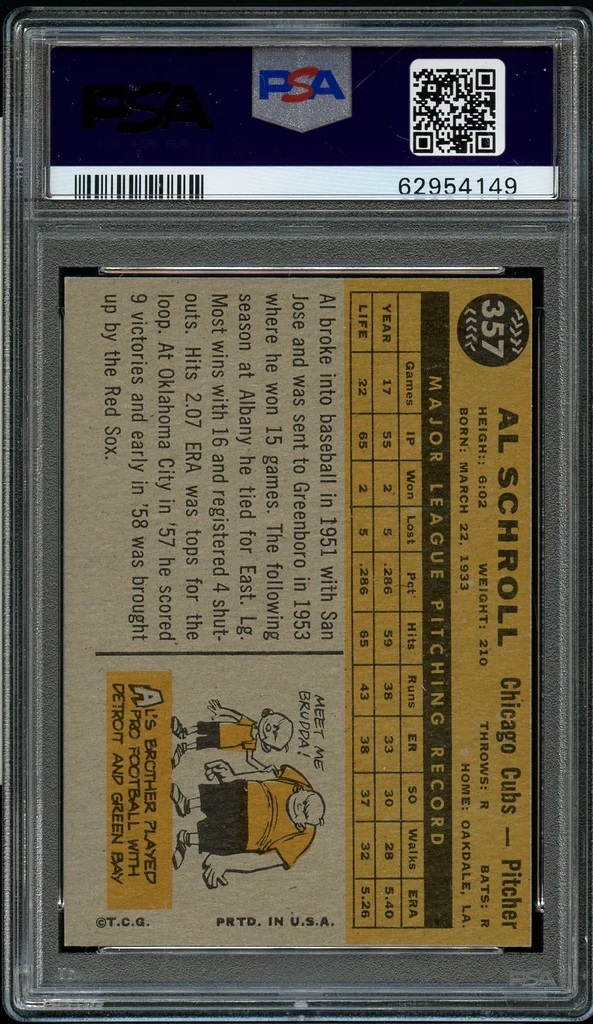 PSA
PSA
62954149
357
AL SCHROLL Chicago Cubs — Pitcher
HEIGH:: 6:02 WEIGHT: 210 THROWS: R BATS: R
BORN: MARCH 22, 1933 HOME: OAKDALE, LA.
MAJOR LEAGUE PITCHING RECORD
Games IP Won Lost Pct Hits Runs ER SO Walks ERA
YEAR 17 55 2 5 .286 59 38 33 30 28 5.40
LIFE 22 65 2 5 .286 65 43 38 37 32 5.26
Al broke into baseball in 1951 with San
Jose and was sent to Greenboro in 1953
where he won 15 games. The following
season at Albany he tied for East. Lg.
Most wins with 16 and registered 4 shut-
outs. Hits 2.07 ERA was tops for the
loop. At Oklahoma City in '57 he scored
9 victories and early in '58 was brought
up by the Red Sox.
MEET ME
BRUDDA!
AL'S BROTHER PLAYED
PRO FOOTBALL WITH
DETROIT AND GREEN BAY
©T.C.G. PRTD. IN U.S.A.
PSA